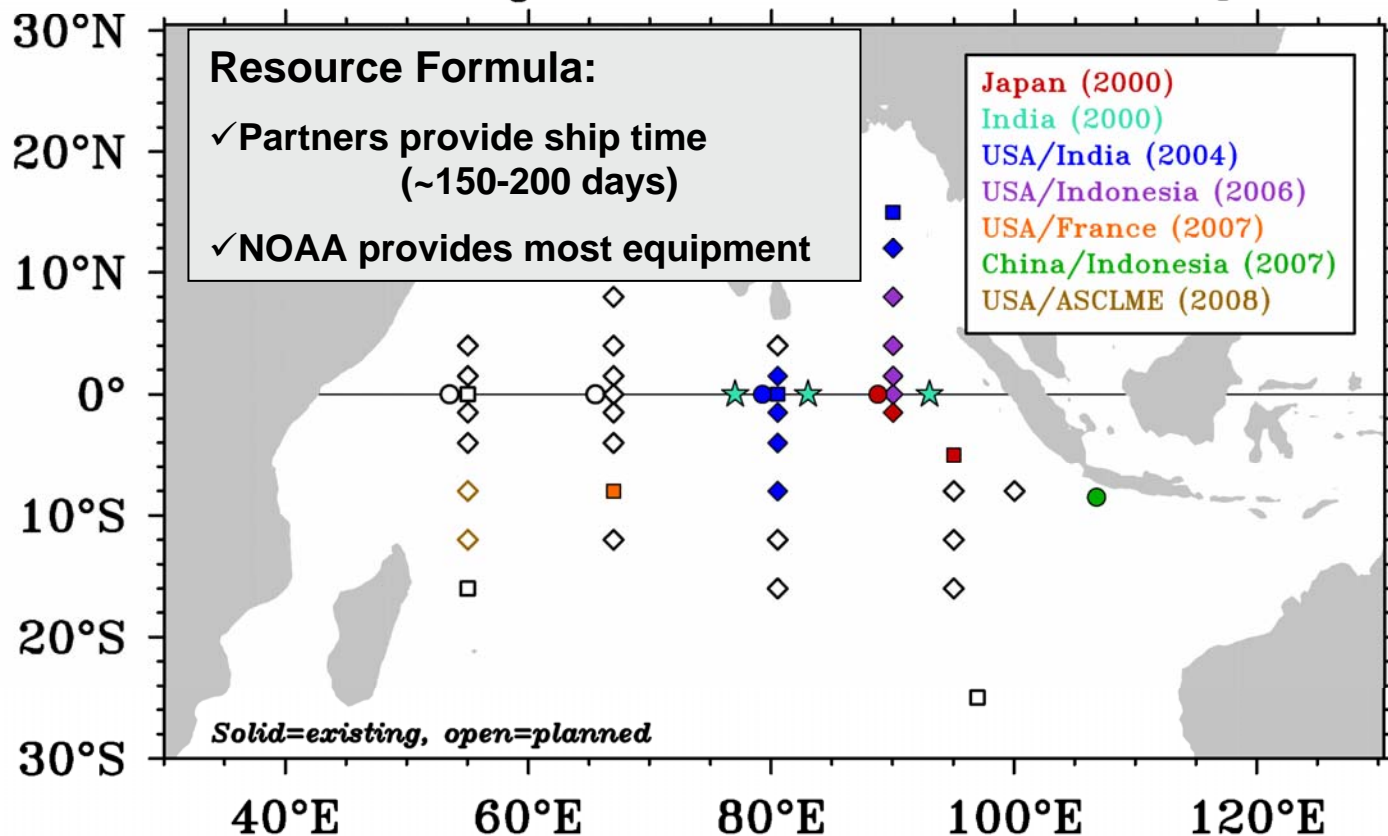 30°N
20°N
10°N
0°
10°S
20°S
30°S
Resource Formula:
✓Partners provide ship time
(~150-200 days)
✓NOAA provides most equipment
Japan (2000)
India (2000)
USA/India (2004)
USA/Indonesia (2006)
USA/France (2007)
China/Indonesia (2007)
USA/ASCLME (2008)
Solid=existing, open=planned
40°E 60°E 80°E 100°E 120°E